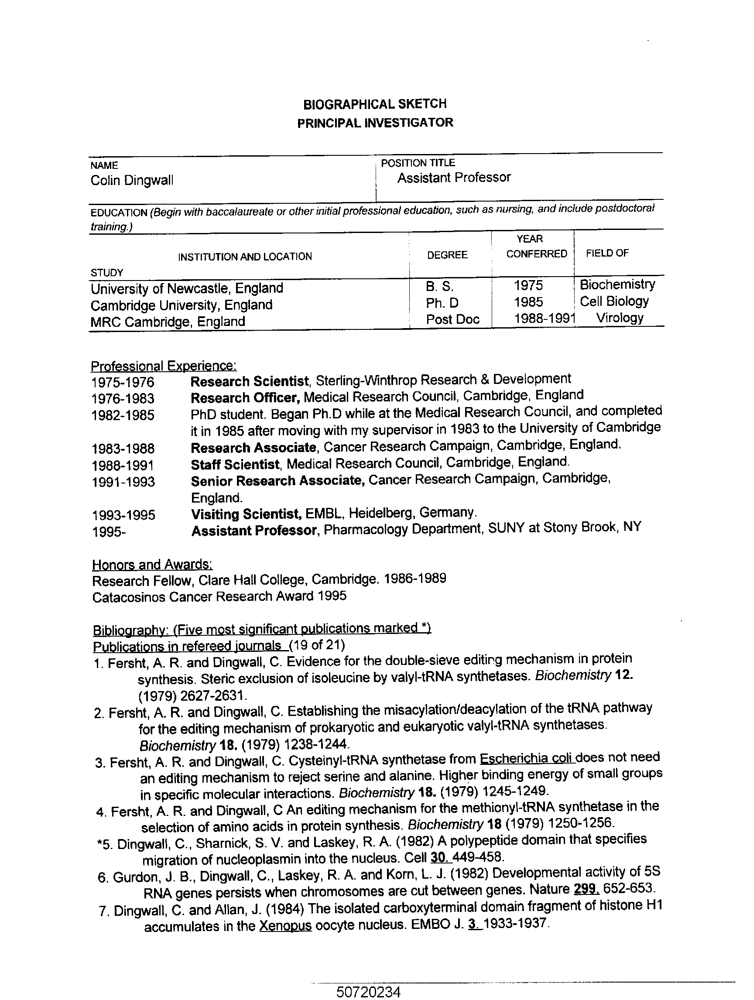 BIOGRAPHICAL SKETCH
PRINCIPAL INVESTIGATOR
NAME
Colin Dingwall
POSITION TITLE
Assistant Professor
EDUCATION (Begin with baccalaureate or other initial professional education, such as nursing, and include postdoctoral
training.)
INSTITUTION AND LOCATION DEGREE YEAR CONFERRED FIELD OF
STUDY
University of Newcastle, England B. S. 1975 Biochemistry
Cambridge University, England Ph. D 1985 Cell Biology
MRC Cambridge, England Post Doc 1988-1991 Virology
Professional Experience:
1975-1976 Research Scientist, Sterling-Winthrop Research & Development
1976-1983 Research Officer, Medical Research Council, Cambridge, England
1982-1985 PhD student. Began Ph.D while at the Medical Research Council, and completed
it in 1985 after moving with my supervisor in 1983 to the University of Cambridge
1983-1988 Research Associate, Cancer Research Campaign, Cambridge, England.
1988-1991 Staff Scientist, Medical Research Council, Cambridge, England.
1991-1993 Senior Research Associate, Cancer Research Campaign, Cambridge,
England.
1993-1995 Visiting Scientist, EMBL, Heidelberg, Germany.
1995- Assistant Professor, Pharmacology Department, SUNY at Stony Brook, NY
Honors and Awards:
Research Fellow, Clare Hall College, Cambridge. 1986-1989
Catacosinos Cancer Research Award 1995
Bibliography: (Five most significant publications marked *)
Publications in refereed journals (19 of 21)
1. Fersht, A. R. and Dingwall, C. Evidence for the double-sieve editing mechanism in protein
synthesis. Steric exclusion of isoleucine by valyl-tRNA synthetases. Biochemistry 12.
(1979) 2627-2631.
2. Fersht, A. R. and Dingwall, C. Establishing the misacylation/deacylation of the tRNA pathway
for the editing mechanism of prokaryotic and eukaryotic valyl-tRNA synthetases.
Biochemistry 18. (1979) 1238-1244.
3. Fersht, A. R. and Dingwall, C. Cysteinyl-tRNA synthetase from Escherichia coli does not need
an editing mechanism to reject serine and alanine. Higher binding energy of small groups
in specific molecular interactions. Biochemistry 18. (1979) 1245-1249.
4. Fersht, A. R. and Dingwall, C An editing mechanism for the methionyl-tRNA synthetase in the
selection of amino acids in protein synthesis. Biochemistry 18 (1979) 1250-1256.
*5. Dingwall, C., Sharnick, S. V. and Laskey, R. A. (1982) A polypeptide domain that specifies
migration of nucleoplasmin into the nucleus. Cell 30. 449-458.
6. Gurdon, J. B., Dingwall, C., Laskey, R. A. and Korn, L. J. (1982) Developmental activity of 5S
RNA genes persists when chromosomes are cut between genes. Nature 299. 652-653.
7. Dingwall, C. and Allan, J. (1984) The isolated carboxyterminal domain fragment of histone H1
accumulates in the Xenopus oocyte nucleus. EMBO J. 3. 1933-1937.
50720234